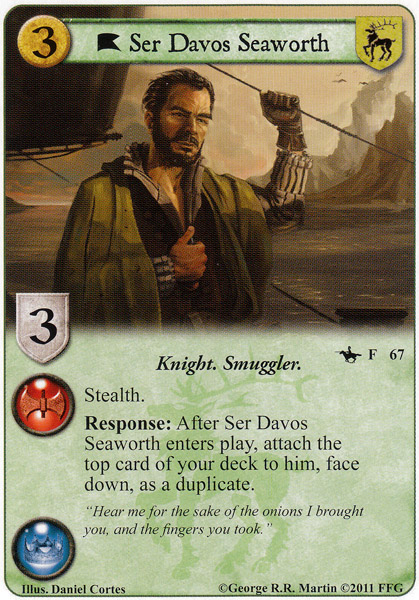 3
Ser Davos Seaworth
3
Knight. Smuggler.
F 67
Stealth.
Response: After Ser Davos
Seaworth enters play, attach the
top card of your deck to him, face
down, as a duplicate.
“Hear me for the sake of the onions I brought
you, and the fingers you took.”
Illus. Daniel Cortes
©George R.R. Martin ©2011 FFG